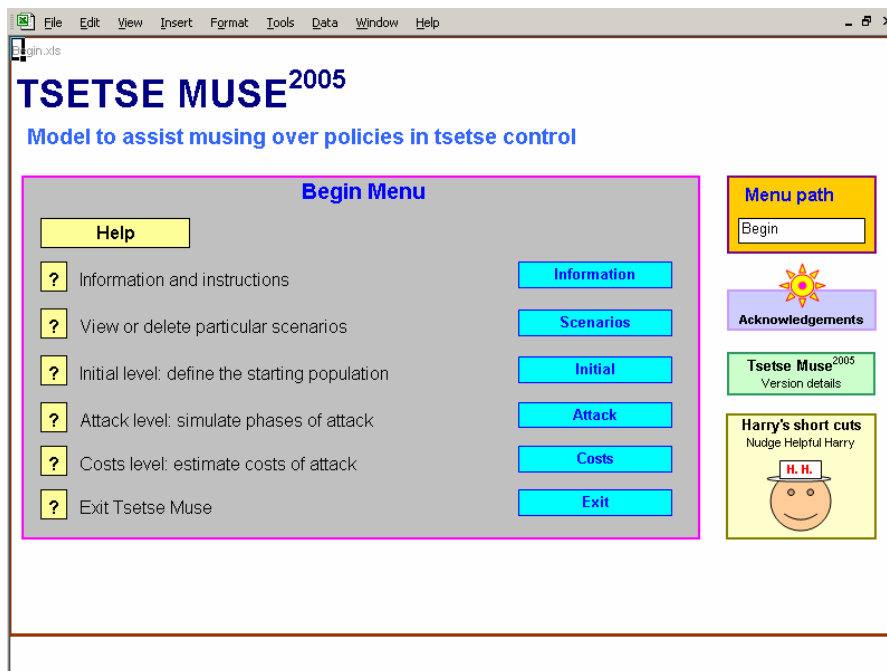 File Edit View Insert Format Tools Data Window Help
Begin.xls
TSETSE MUSE2005
Model to assist musing over policies in tsetse control
Begin Menu
Help
? Information and instructions Information
? View or delete particular scenarios Scenarios
? Initial level: define the starting population Initial
? Attack level: simulate phases of attack Attack
? Costs level: estimate costs of attack Costs
? Exit Tsetse Muse Exit
Menu path
Begin
Acknowledgements
Tsetse Muse2005
Version details
Harry's short cuts
Nudge Helpful Harry
H. H.